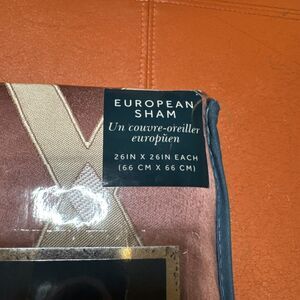 EUROPEAN
SHAM
Un couvre-oreiller
européen
26IN X 26IN EACH
(66 CM X 66 CM)